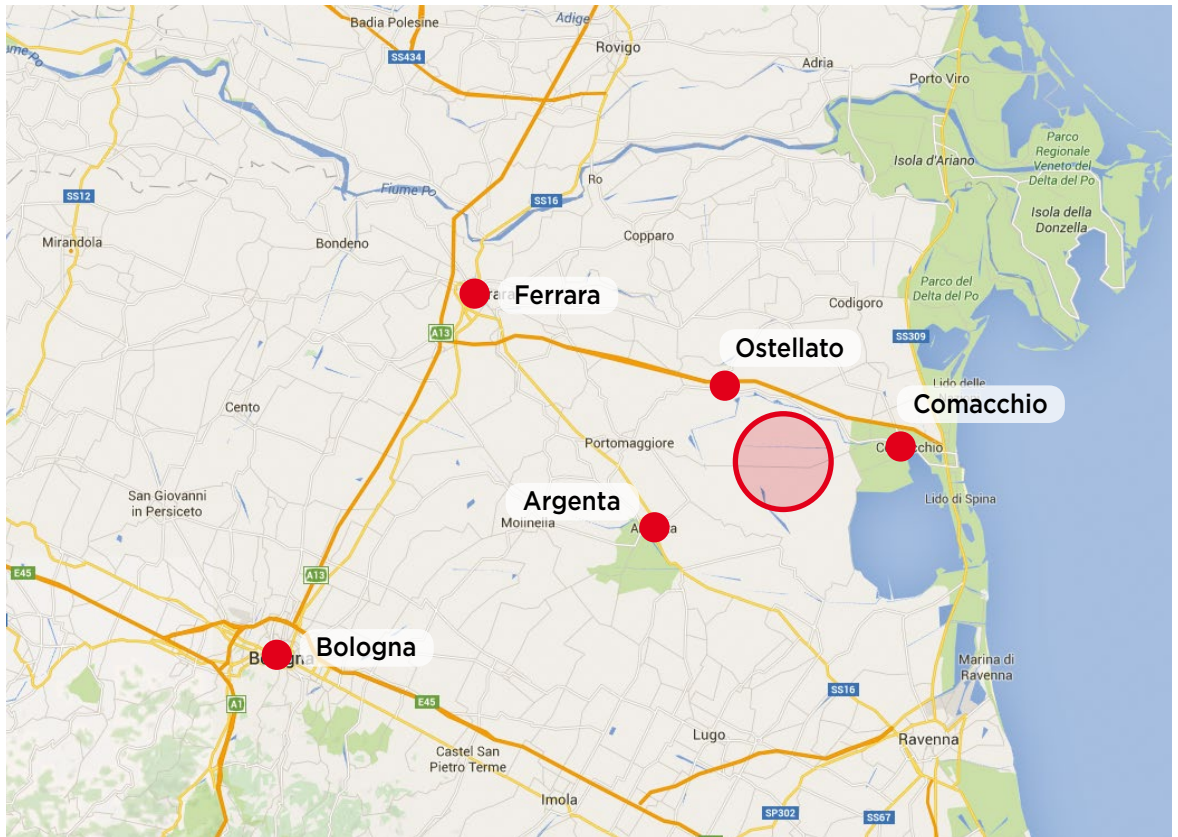 Badia Polesine
Adige
Rovigo
SS434
Adria
Porto Viro
Parco
Regionale
Veneto del
Delta del Po
Isola d'Ariano
Isola della
Donzella
Ro
Fiume Po
SS16
SS12
Mirandola
Bondeno
Copparo
Parco del
Delta del Po
Codigoro
Ferrara
A13
SS309
Ostellato
Lido delle
Comacchio
Cento
Portomaggiore
San Giovanni
in Persiceto
Argenta
Molinella
Lido di Spina
E45
A13
Bologna
Marina di
Ravenna
SS16
A1
E45
Lugo
Ravenna
Castel San
Pietro Terme
Imola
SP302
SS67